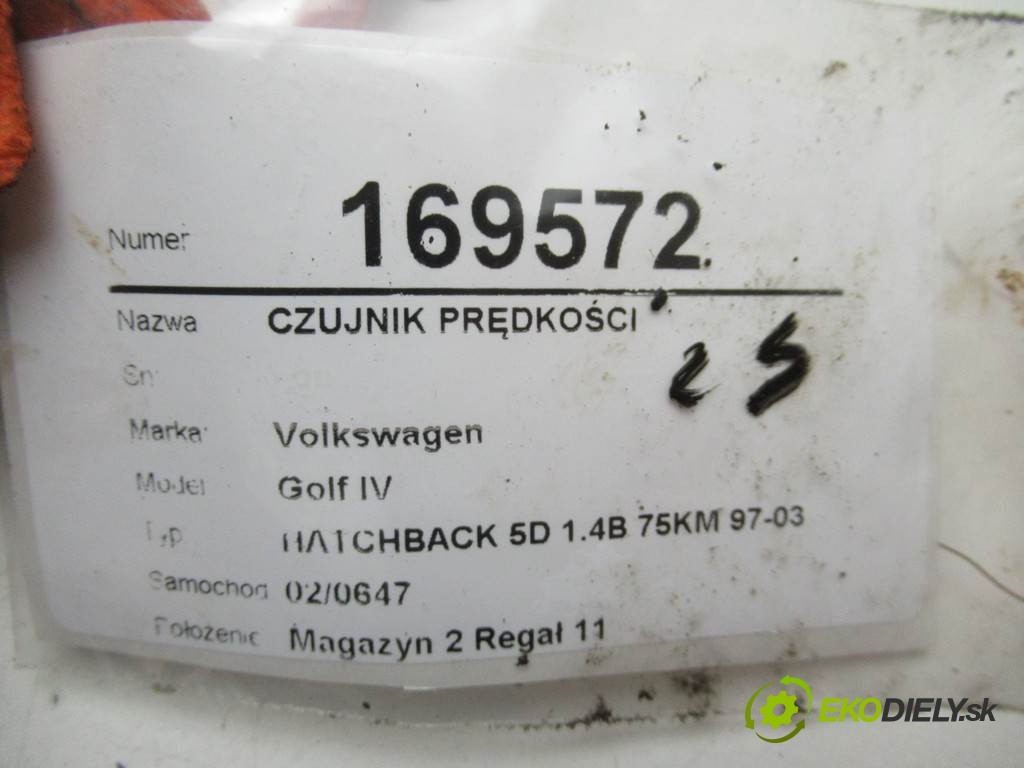 Numer 169572
Nazwa CZUJNIK PRĘDKOŚCI
Sn
25
Marka Volkswagen
Model Golf IV
Typ HATCHBACK 5D 1.4B 75KM 97-03
Samochod 02/0647
Położenie Magazyn 2 Regał 11
EKODIELY.sk